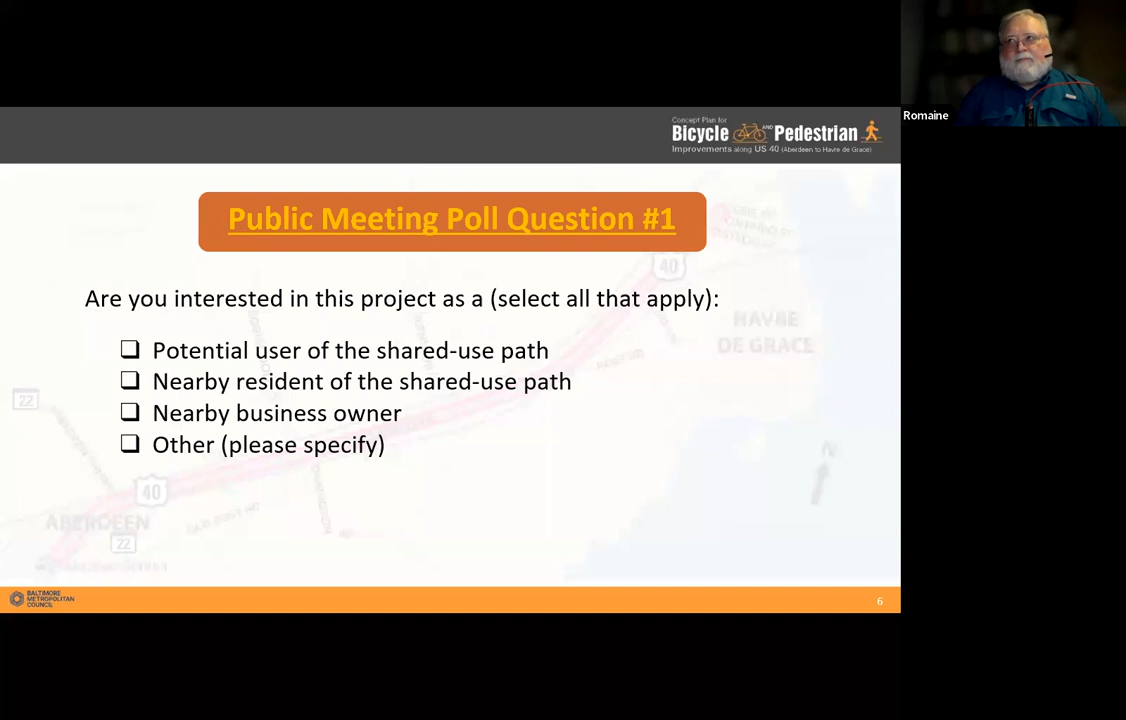 Romaine
Concept Plan for
Bicycle AND Pedestrian
Improvements along US 40 (Aberdeen to Havre de Grace)
Public Meeting Poll Question #1
40
Are you interested in this project as a (select all that apply):
HAVRE
DE GRACE
❑ Potential user of the shared-use path
❑ Nearby resident of the shared-use path
22
❑ Nearby business owner
❑ Other (please specify)
N
40
ABERDEEN
22
BALTIMORE
METROPOLITAN
COUNCIL
6